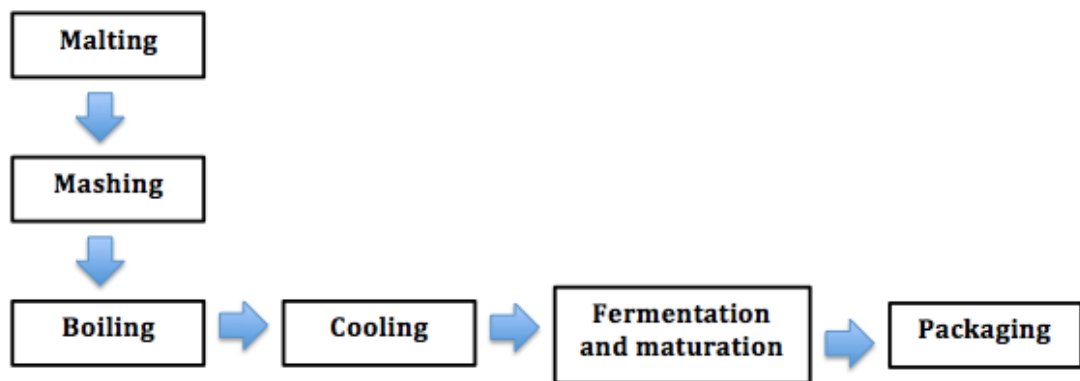 Malting
Mashing
Boiling
Cooling
Fermentation
and maturation
Packaging